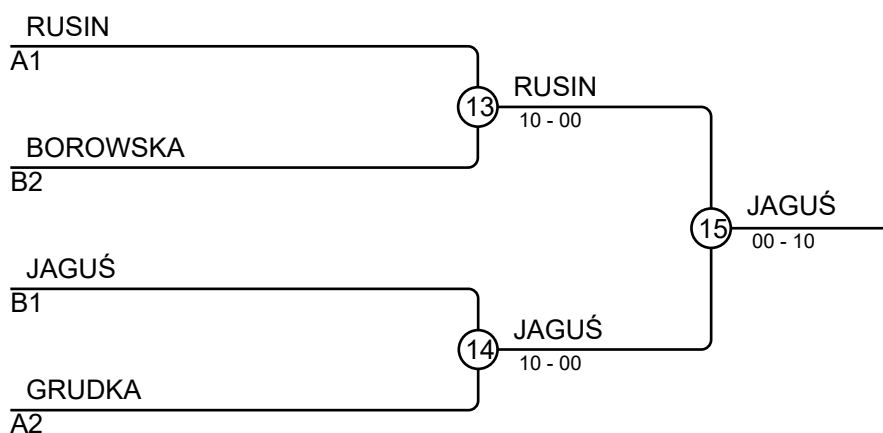 RUSIN
A1
13
RUSIN
10 - 00
BOROWSKA
B2
15
JAGUŚ
00 - 10
JAGUŚ
B1
14
JAGUŚ
10 - 00
GRUDKA
A2